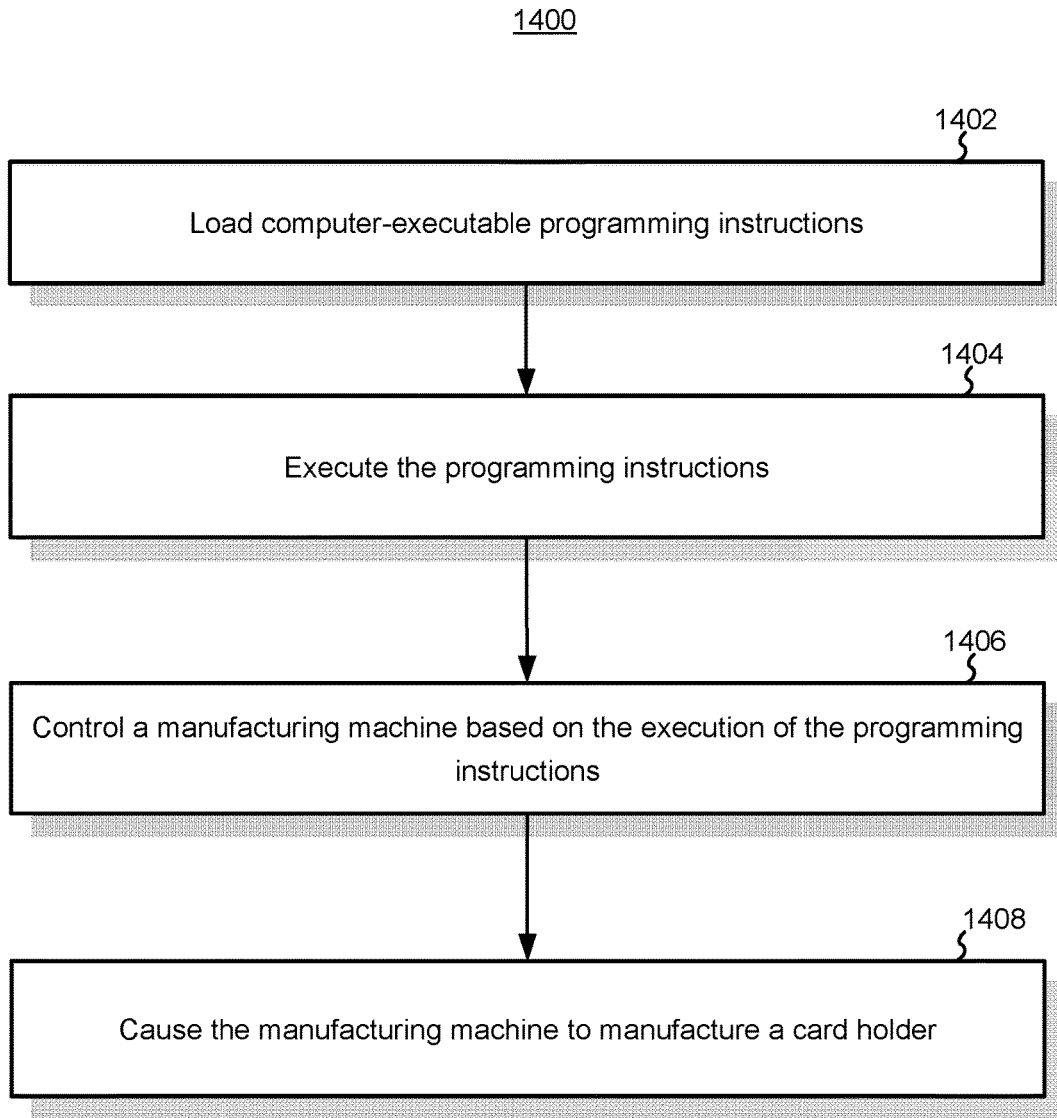 1400
1402
Load computer-executable programming instructions
1404
Execute the programming instructions
1406
Control a manufacturing machine based on the execution of the programming
instructions
1408
Cause the manufacturing machine to manufacture a card holder